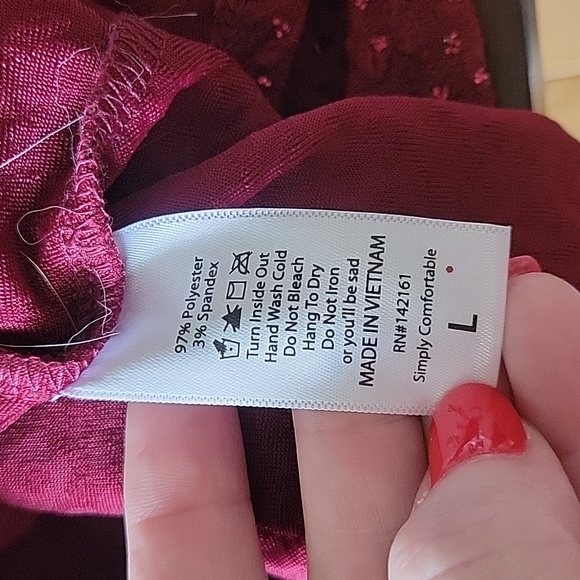 97% Polyester
3% Spandex
Turn Inside Out
Hand Wash Cold
Do Not Bleach
Hang To Dry
Do Not Iron
or you'll be sad
MADE IN VIETNAM
RN#142161
Simply Comfortable
L